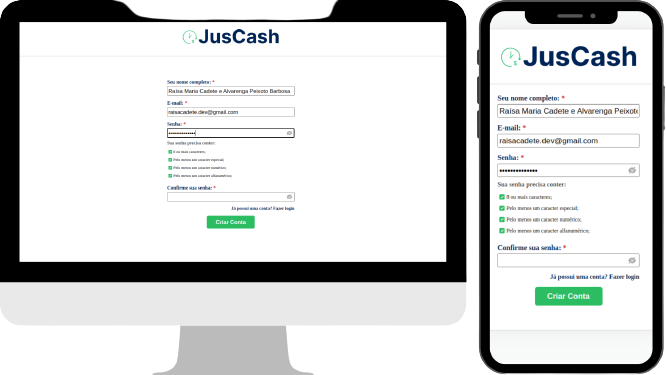 JusCash
Seu nome completo: *
Raísa Maria Cadete e Alvarenga Peixoto Barbosa
E-mail: *
raisacadete.dev@gmail.com
Senha: *
Sua senha precisa conter:
8 ou mais caracteres;
Pelo menos um caracter especial;
Pelo menos um caracter numérico;
Pelo menos um caracter alfanumérico;
Confirme sua senha: *
Já possui uma conta? Fazer login
Criar Conta
JusCash
Seu nome completo: *
Raísa Maria Cadete e Alvarenga Peixoto
E-mail: *
raisacadete.dev@gmail.com
Senha: *
Sua senha precisa conter:
8 ou mais caracteres;
Pelo menos um caracter especial;
Pelo menos um caracter numérico;
Pelo menos um caracter alfanumérico;
Confirme sua senha: *
Já possui uma conta? Fazer login
Criar Conta